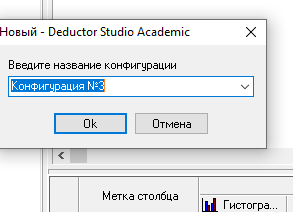 Новый - Deductor Studio Academic
Введите название конфигурации
Конфигурация №3
Ok
Отмена
Метка столбца
Гистогра...